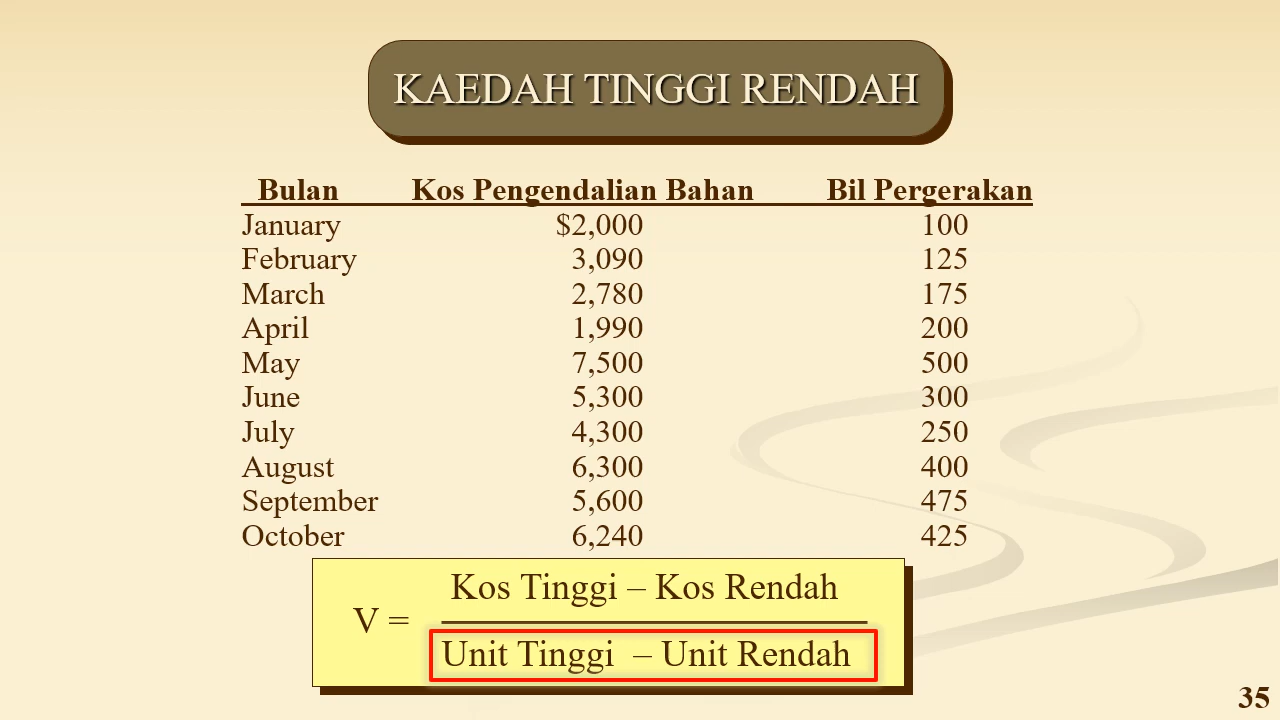 KAEDAH TINGGI RENDAH
Bulan Kos Pengendalian Bahan Bil Pergerakan
January $2,000 100
February 3,090 125
March 2,780 175
April 1,990 200
May 7,500 500
June 5,300 300
July 4,300 250
August 6,300 400
September 5,600 475
October 6,240 425
Kos Tinggi – Kos Rendah
V =
Unit Tinggi – Unit Rendah
35